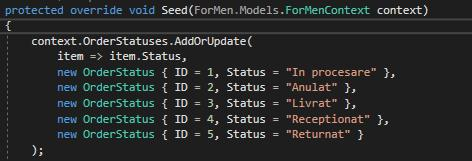 protected override void Seed(ForMen.Models.ForMenContext context)
{
context.OrderStatuses.AddOrUpdate(
item => item.Status,
new OrderStatus { ID = 1, Status = "In procesare" },
new OrderStatus { ID = 2, Status = "Anulat" },
new OrderStatus { ID = 3, Status = "Livrat" },
new OrderStatus { ID = 4, Status = "Receptionat" },
new OrderStatus { ID = 5, Status = "Returnat" }
);